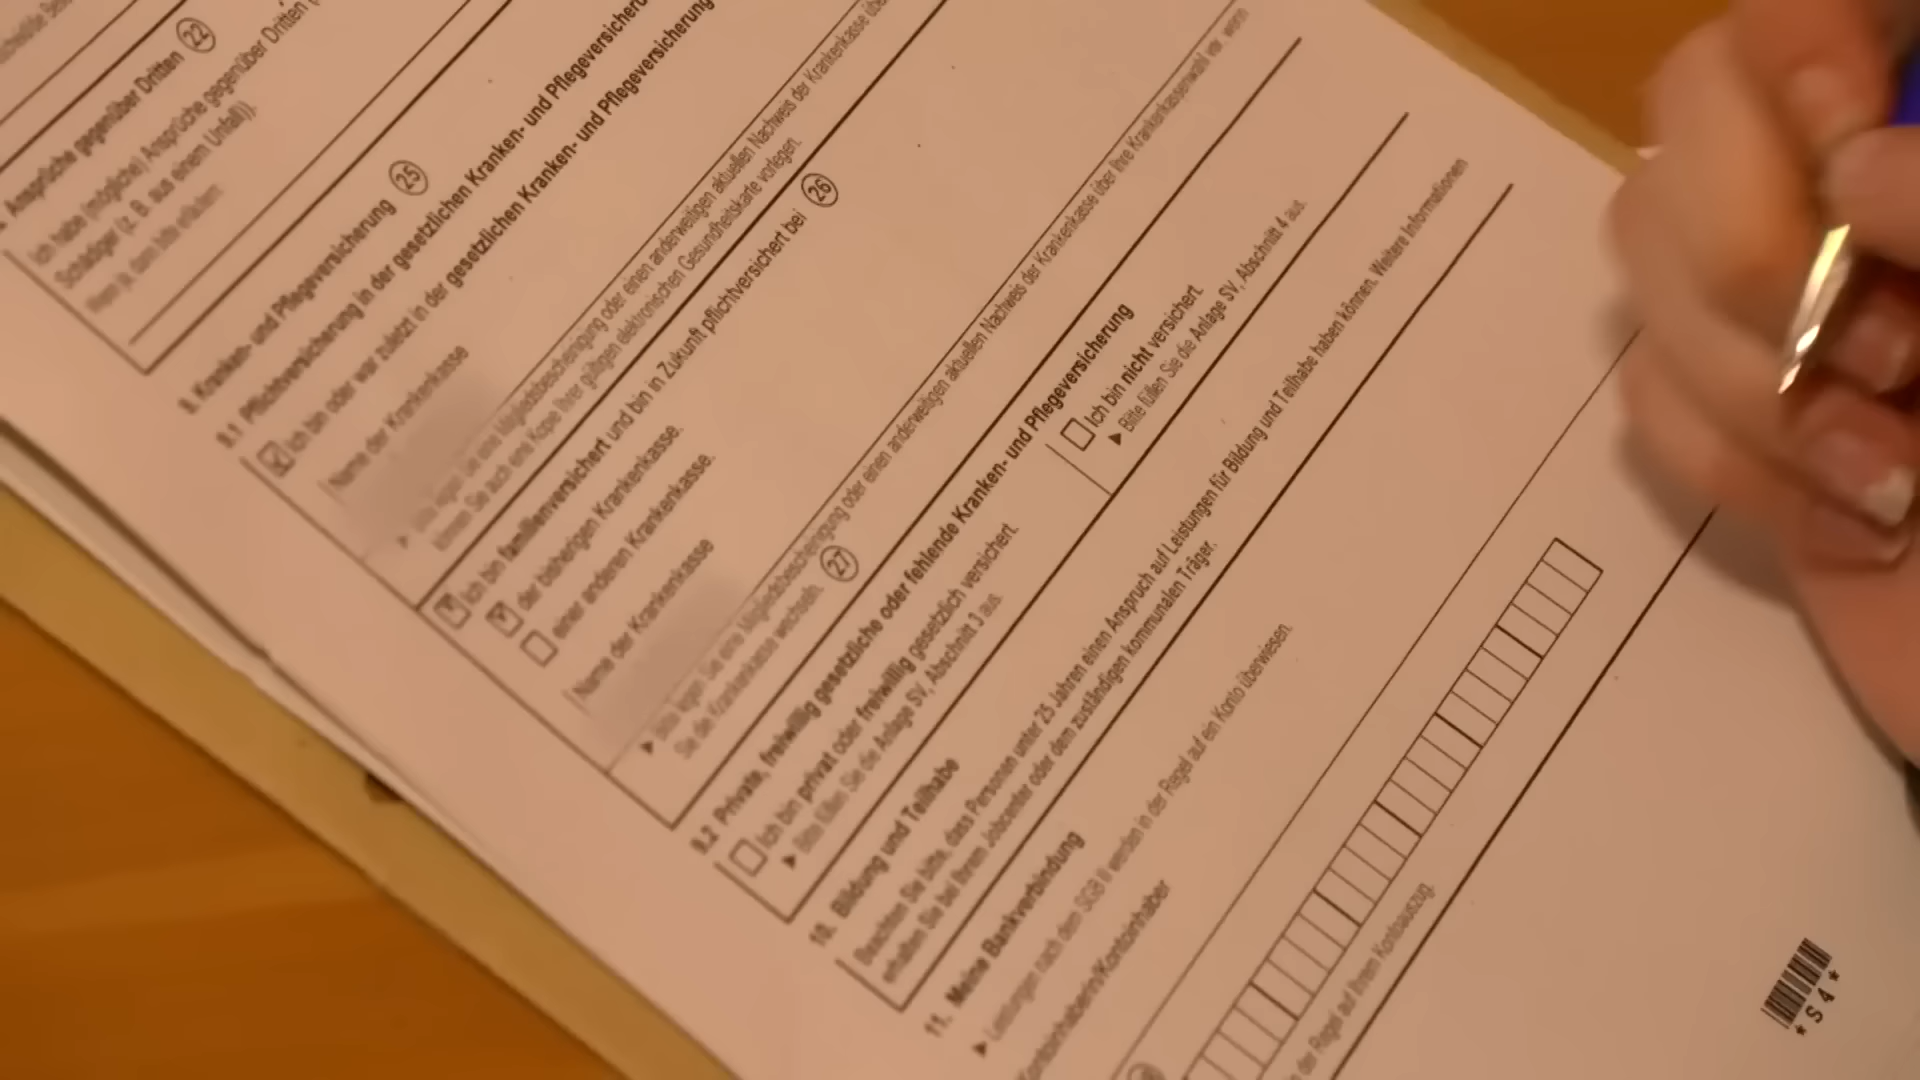 Ansprüche gegenüber Dritten 22
Ich habe (mögliche) Ansprüche gegenüber Dritten
Schädiger (z. B. aus einem Unfall)).
Wenn ja, dann bitte erläutern
9. Kranken- und Pflegeversicherung 25
9.1 Pflichtversicherung in der gesetzlichen Kranken- und Pflegeversicherung
Ich bin oder war zuletzt in der gesetzlichen Kranken- und Pflegeversicherung
Name der Krankenkasse
▶ Bitte legen Sie eine Mitgliedsbescheinigung oder einen anderweitigen aktuellen Nachweis der Krankenkasse
können Sie auch eine Kopie Ihrer gültigen elektronischen Gesundheitskarte vorlegen.
Ich bin familienversichert und bin in Zukunft pflichtversichert bei 26
der bisherigen Krankenkasse.
einer anderen Krankenkasse.
Name der Krankenkasse
▶ Bitte legen Sie eine Mitgliedsbescheinigung oder einen anderweitigen aktuellen Nachweis der Krankenkasse über Ihre Krankenkassenwahl vor, wenn
Sie die Krankenkasse wechseln. 27
9.2 Private, freiwillig gesetzliche oder fehlende Kranken- und Pflegeversicherung
Ich bin privat oder freiwillig gesetzlich versichert.
▶ Bitte füllen Sie die Anlage SV, Abschnitt 3 aus.
Ich bin nicht versichert.
▶ Bitte füllen Sie die Anlage SV, Abschnitt 4 aus.
10. Bildung und Teilhabe
Beachten Sie bitte, dass Personen unter 25 Jahren einen Anspruch auf Leistungen für Bildung und Teilhabe haben können. Weitere Informationen
erhalten Sie bei Ihrem Jobcenter oder dem zuständigen kommunalen Träger.
11. Meine Bankverbindung
▶ Leistungen nach dem SGB II werden in der Regel auf ein Konto überwiesen.
Kontoinhaberin/Kontoinhaber
in der Regel auf Ihrem Kontoauszug.
* S 4 *